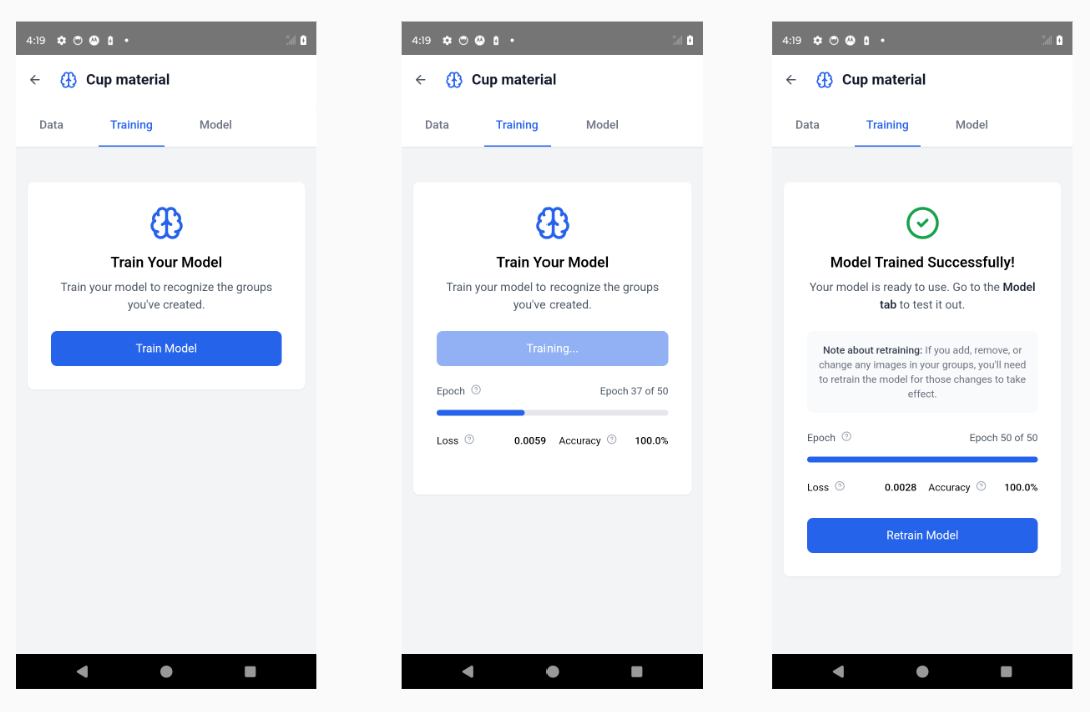 4:19
Cup material
Data Training Model
Train Your Model
Train your model to recognize the groups
you've created.
Train Model
4:19
Cup material
Data Training Model
Train Your Model
Train your model to recognize the groups
you've created.
Training...
Epoch Epoch 37 of 50
Loss 0.0059 Accuracy 100.0%
4:19
Cup material
Data Training Model
Model Trained Successfully!
Your model is ready to use. Go to the Model
tab to test it out.
Note about retraining: If you add, remove, or
change any images in your groups, you'll need
to retrain the model for those changes to take
effect.
Epoch Epoch 50 of 50
Loss 0.0028 Accuracy 100.0%
Retrain Model